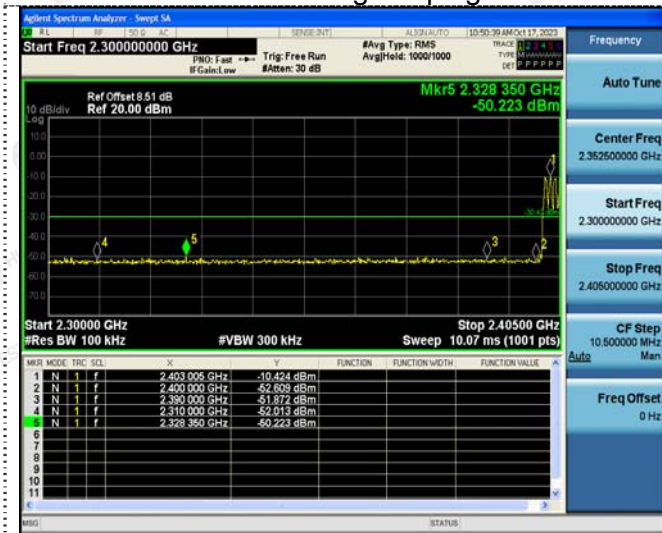 Agilent Spectrum Analyzer - Swept SA
RL RF 50 Ω AC SENSE:INT ALIGN AUTO 10:50:39 AM Oct 17, 2023
Start Freq 2.300000000 GHz
PNO: Fast
IFGain:Low
Trig: Free Run
#Atten: 30 dB
#Avg Type: RMS
Avg|Held: 1000/1000
TRACE 1 2 3 4 5 6
TYPE
DET P P P P P P
Ref Offset 8.51 dB
10 dB/div Ref 20.00 dBm
Log
Mkr5 2.328 350 GHz
-50.223 dBm
10.0
0.00
-10.0
-20.0
-30.0
-40.0
-50.0
-60.0
-70.0
1
2
3
4
5
Start 2.30000 GHz Stop 2.40500 GHz
#Res BW 100 kHz #VBW 300 kHz Sweep 10.07 ms (1001 pts)
MKR MODE TRC SCL X Y FUNCTION FUNCTION WIDTH FUNCTION VALUE
1 N 1 f 2.403 005 GHz -10.424 dBm
2 N 1 f 2.400 000 GHz -52.609 dBm
3 N 1 f 2.390 000 GHz -51.872 dBm
4 N 1 f 2.310 000 GHz -52.013 dBm
5 N 1 f 2.328 350 GHz -50.223 dBm
6
7
8
9
10
11
MSG STATUS
Frequency
Auto Tune
Center Freq
2.352500000 GHz
Start Freq
2.300000000 GHz
Stop Freq
2.405000000 GHz
CF Step
10.500000 MHz
Auto Man
Freq Offset
0 Hz